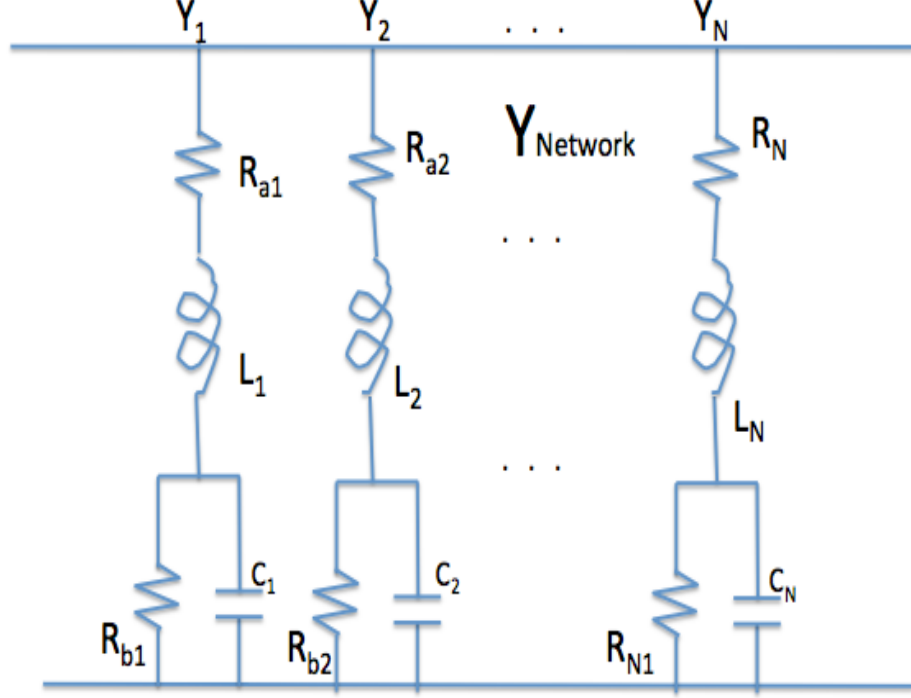 Y1 Y2 . . . YN
YNetwork
Ra1 Ra2 RN
. . .
L1 L2 LN
. . .
C1 C2 CN
Rb1 Rb2 RN1